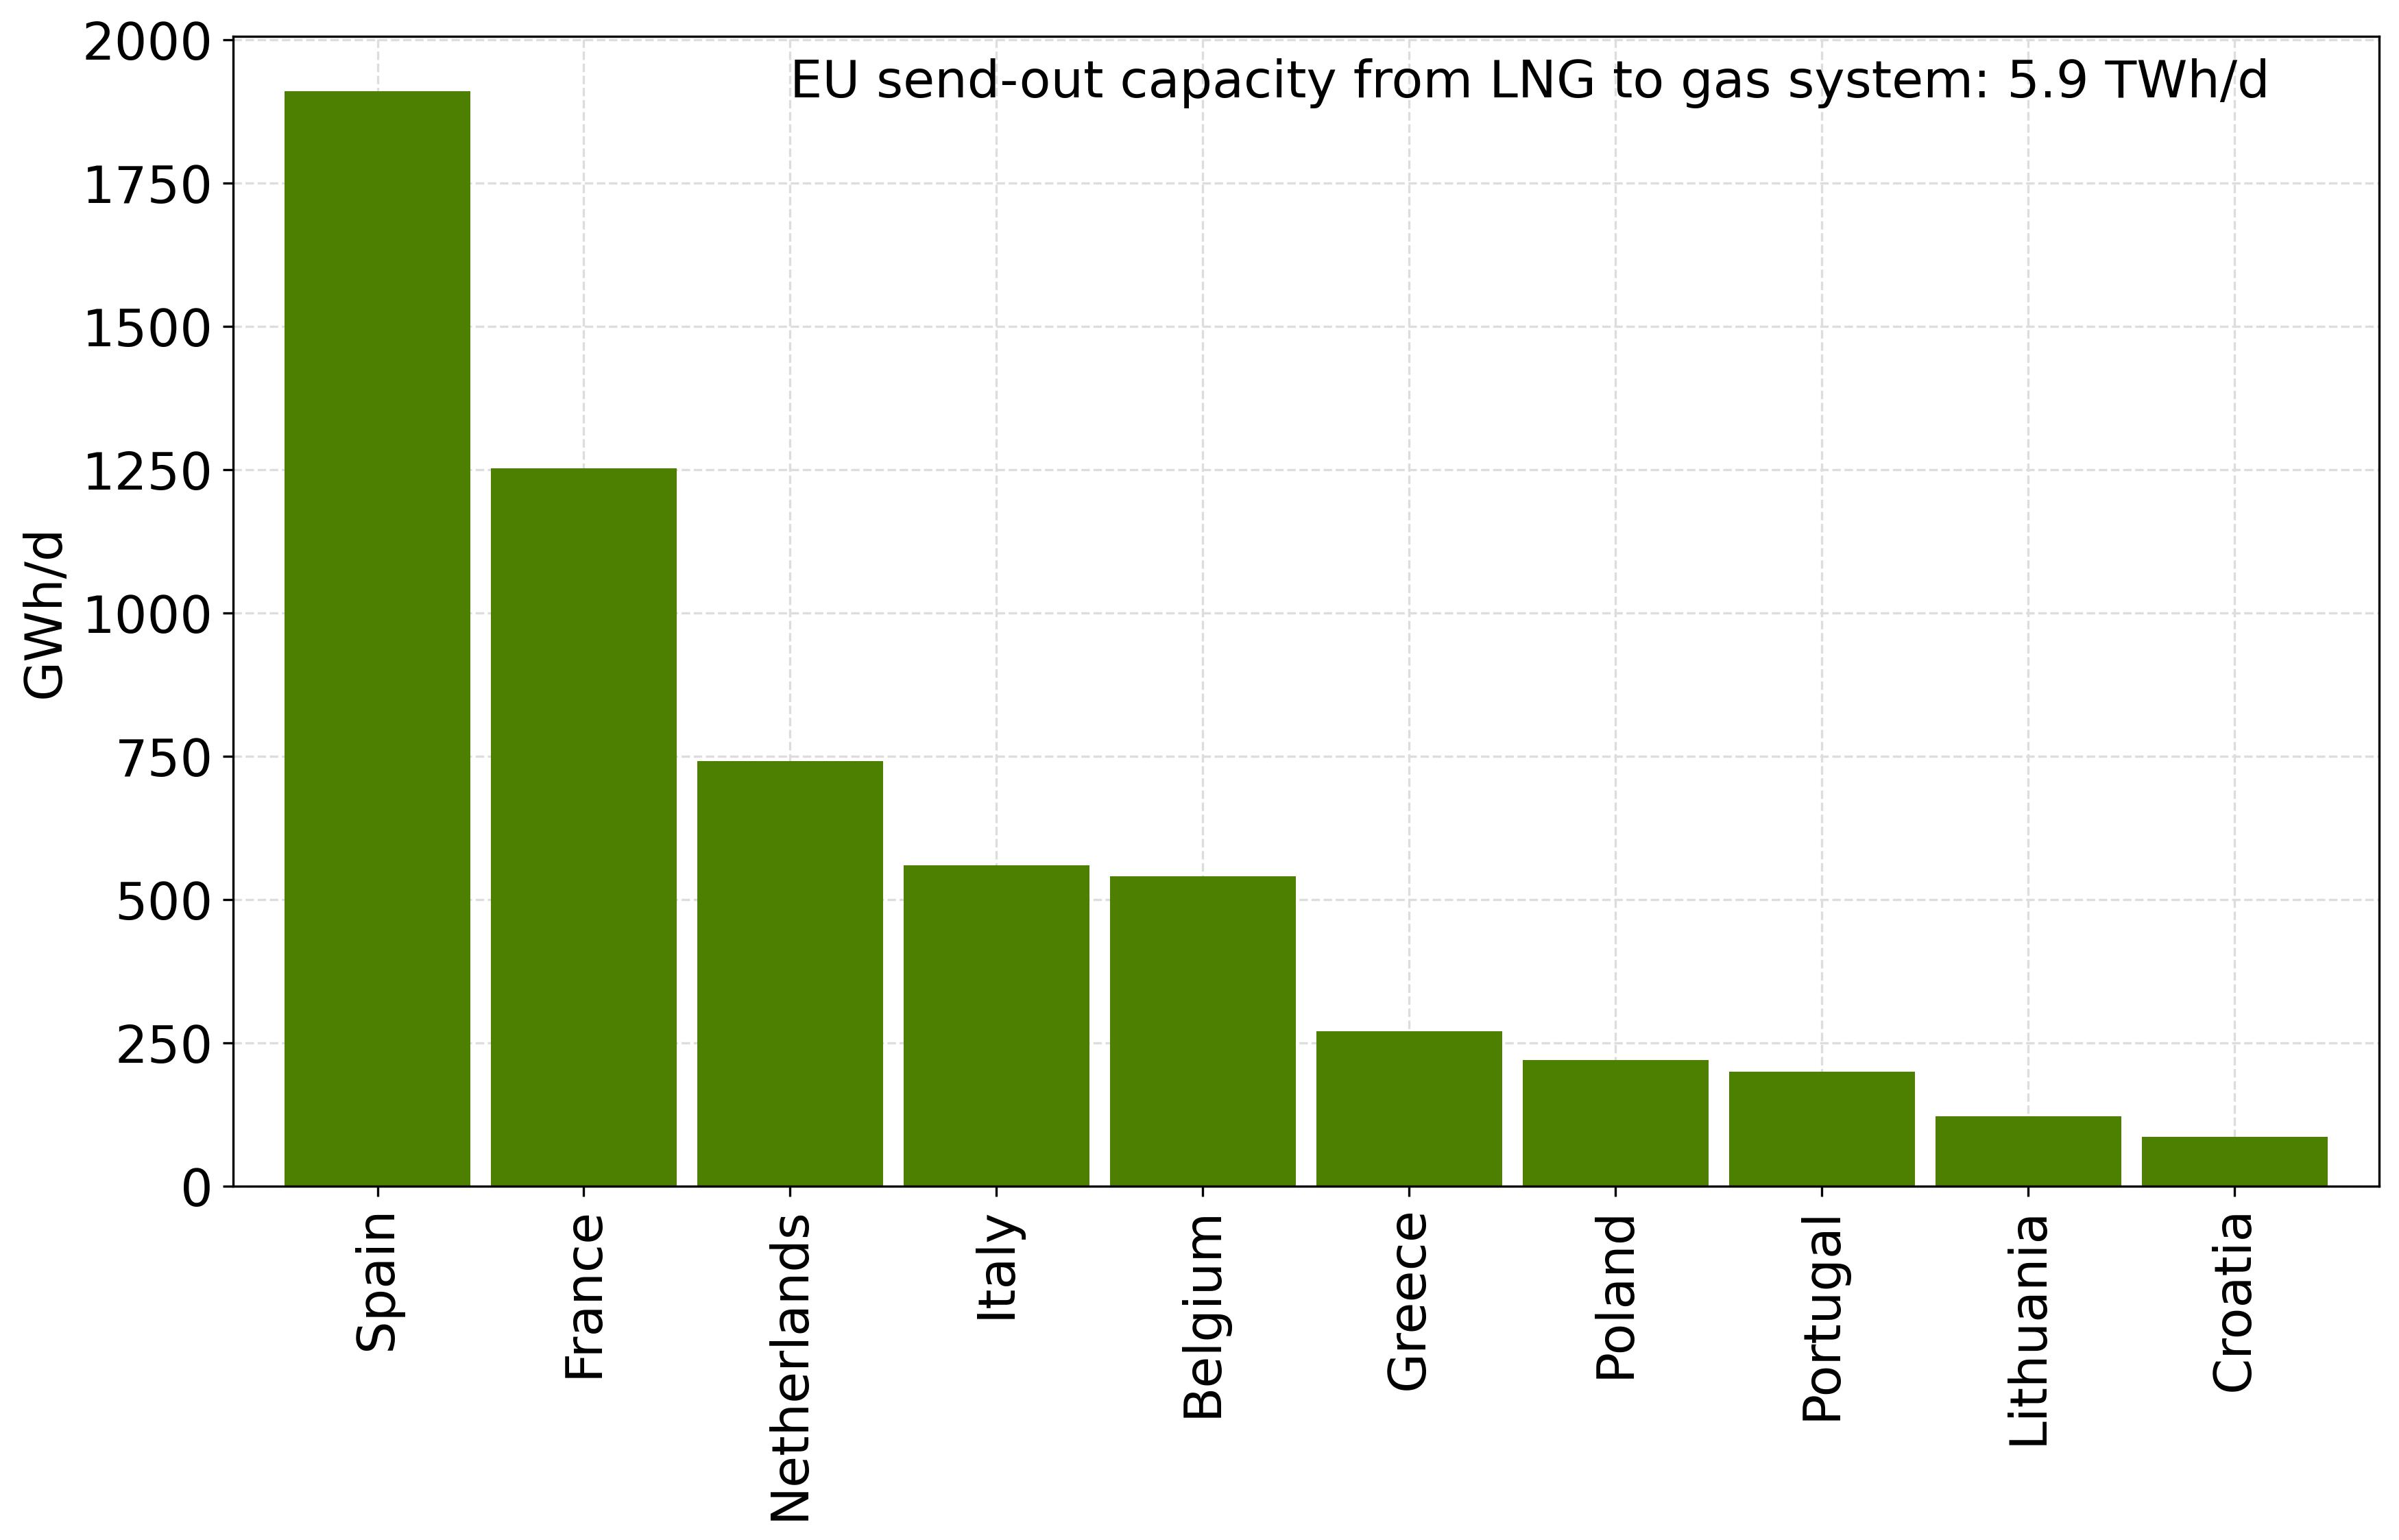 EU send-out capacity from LNG to gas system: 5.9 TWh/d
GWh/d
2000
1750
1500
1250
1000
750
500
250
0
Spain
France
Netherlands
Italy
Belgium
Greece
Poland
Portugal
Lithuania
Croatia